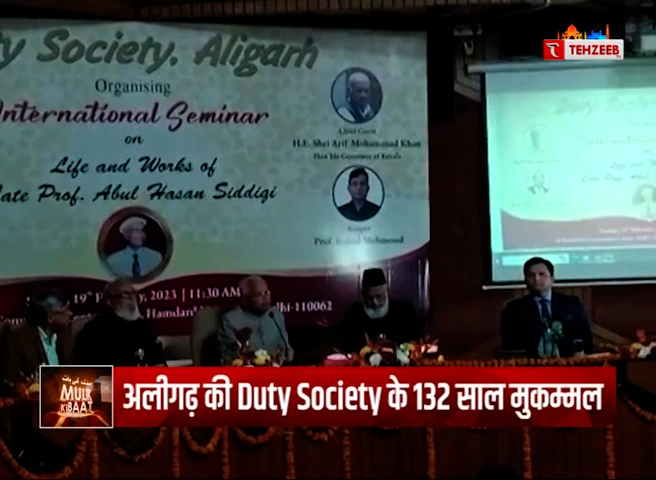 TEHZEEB TV
ty Society, Aligarh
Organising
International Seminar
on
Life and Works of
Late Prof. Abul Hasan Siddiqi
Chief Guest
H.E. Shri Arif Mohammad Khan
Hon'ble Governor of Kerala
Keeper
19th 2023 | 11:30 AM
Hamdard
lhi-110062
MULK
KI BAAT
अलीगढ़ की Duty Society के 132 साल मुकम्मल